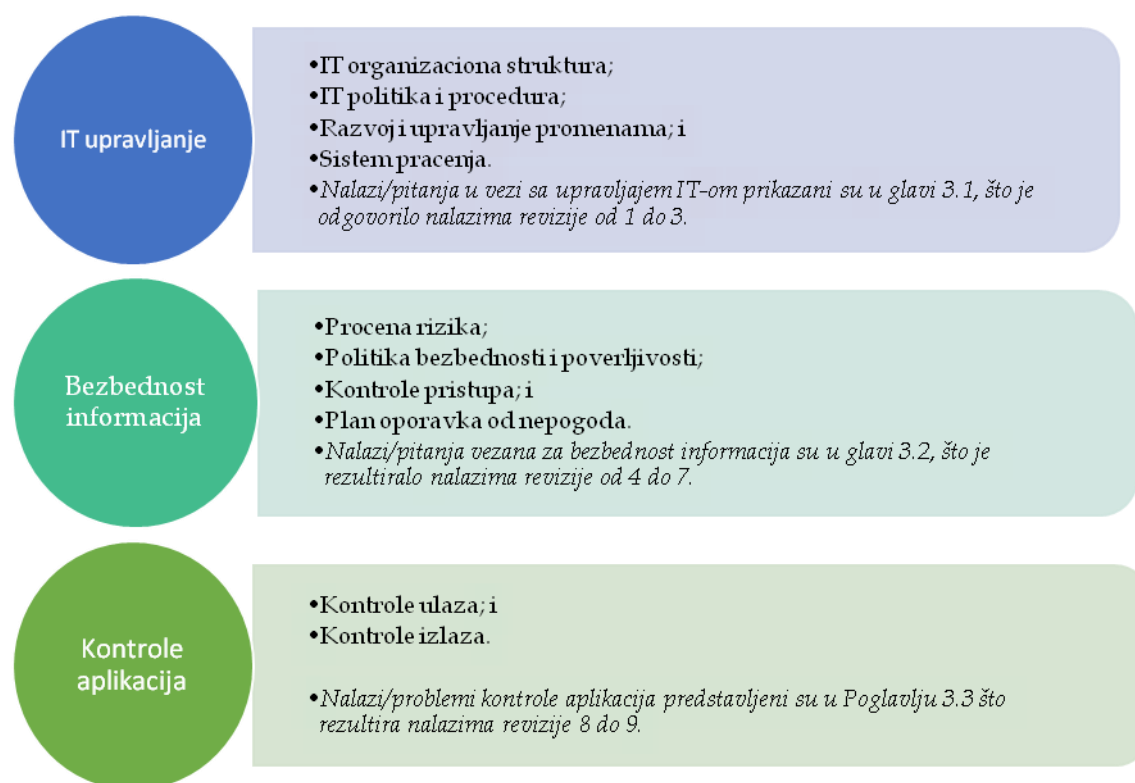 IT upravljanje
•IT organizaciona struktura;
•IT politika i procedura;
•Razvoj i upravljanje promenama; i
•Sistem pracenja.
•Nalazi/pitanja u vezi sa upravljajem IT-om prikazani su u glavi 3.1, što je
odgovorilo nalazima revizije od 1 do 3.
Bezbednost
informacija
•Procena rizika;
•Politika bezbednosti i poverljivosti;
•Kontrole pristupa; i
•Plan oporavka od nepogoda.
•Nalazi/pitanja vezana za bezbednost informacija su u glavi 3.2, što je
rezultiralo nalazima revizije od 4 do 7.
Kontrole
aplikacija
•Kontrole ulaza; i
•Kontrole izlaza.
•Nalazi/problemi kontrole aplikacija predstavljeni su u Poglavlju 3.3 što
rezultira nalazima revizije 8 do 9.